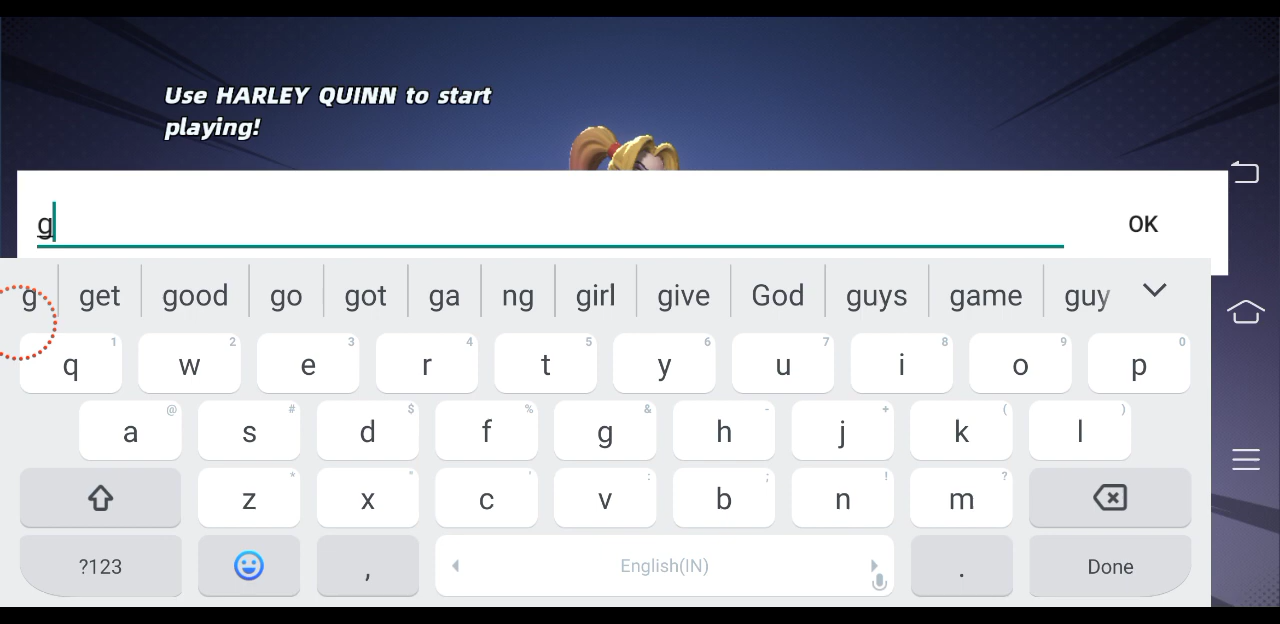 Use HARLEY QUINN to start
playing!
g
OK
g get good go got ga ng girl give God guys game guy
1 2 3 4 5 6 7 8 9 0
q w e r t y u i o p
@ # $ % & - + ( )
a s d f g h j k l
* " ' : ; ! ?
z x c v b n m
?123 , English(IN) . Done